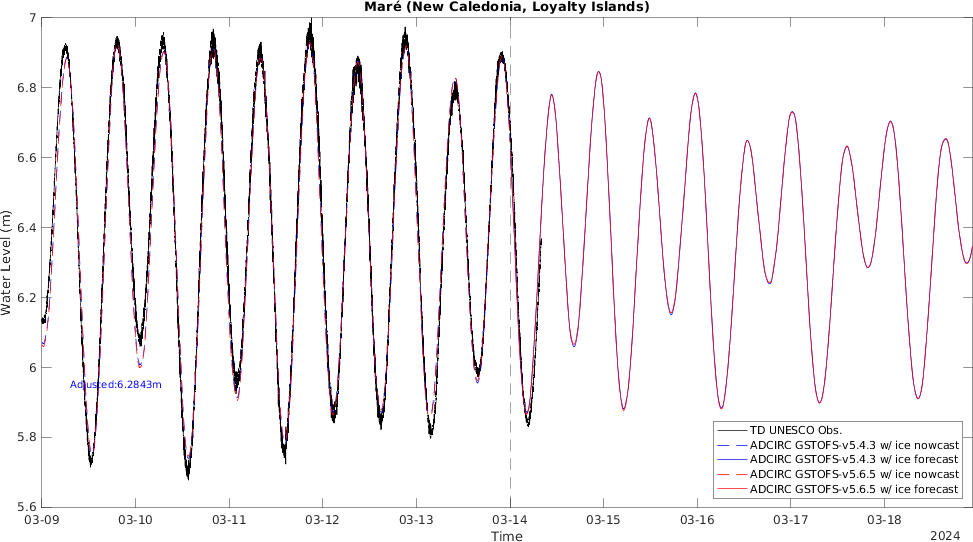 Maré (New Caledonia, Loyalty Islands)
7
6.8
6.6
6.4
6.2
6
5.8
5.6
Water Level (m)
Adjusted:6.2843m
TD UNESCO Obs.
ADCIRC GSTOFS-v5.4.3 w/ ice nowcast
ADCIRC GSTOFS-v5.4.3 w/ ice forecast
ADCIRC GSTOFS-v5.6.5 w/ ice nowcast
ADCIRC GSTOFS-v5.6.5 w/ ice forecast
03-09 03-10 03-11 03-12 03-13 03-14 03-15 03-16 03-17 03-18
Time
2024